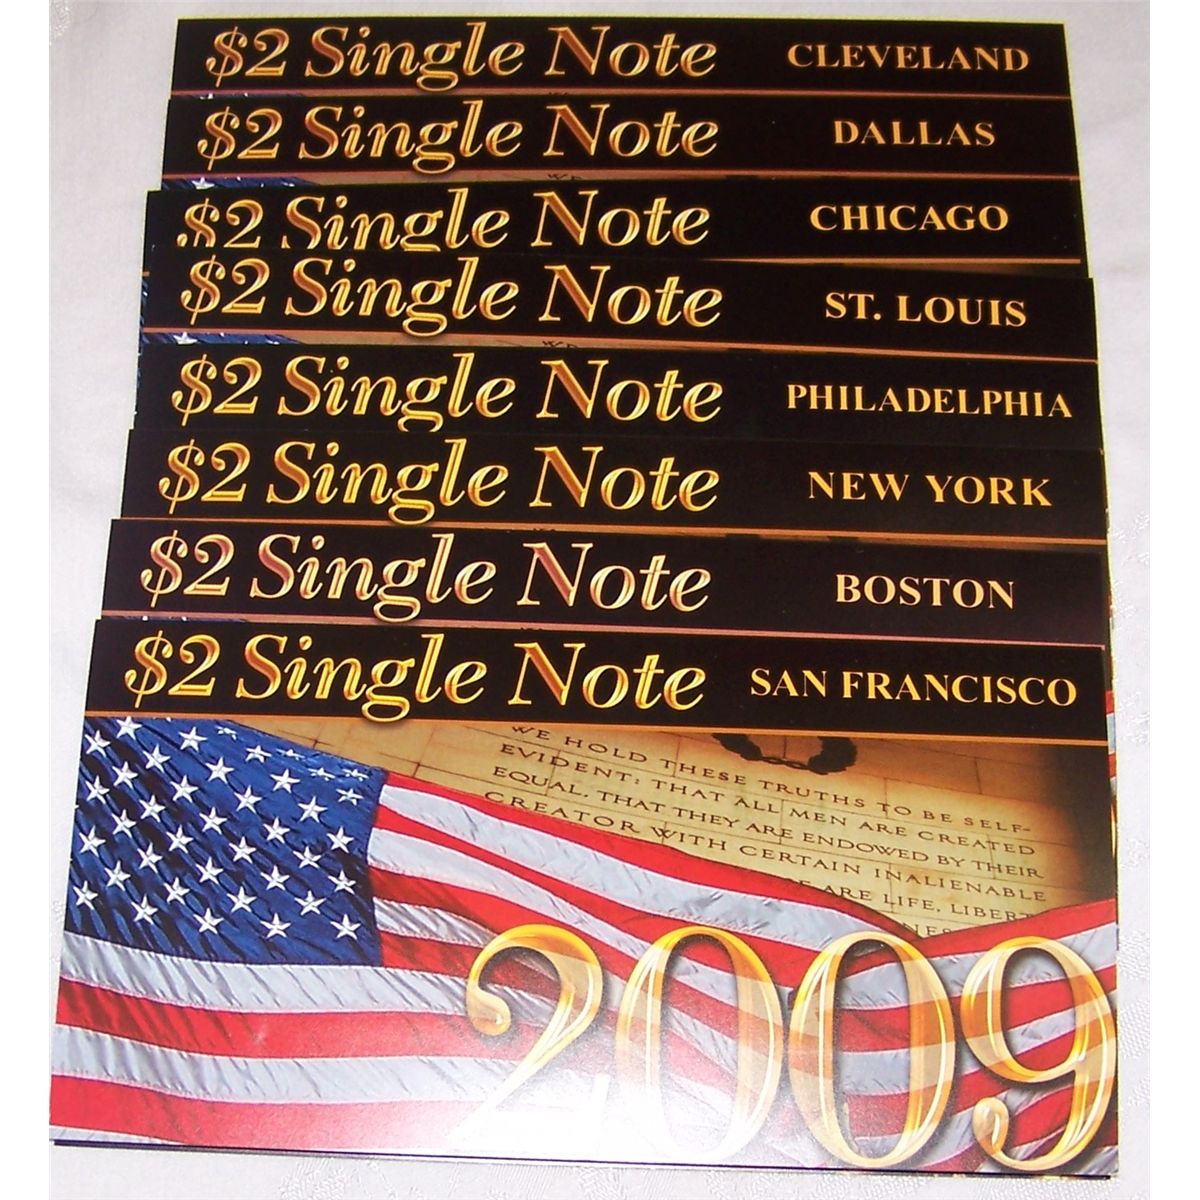 $2 Single Note CLEVELAND
$2 Single Note DALLAS
$2 Single Note CHICAGO
$2 Single Note ST. LOUIS
$2 Single Note PHILADELPHIA
$2 Single Note NEW YORK
$2 Single Note BOSTON
$2 Single Note SAN FRANCISCO
WE HOLD THESE TRUTHS TO BE SELF-
EVIDENT: THAT ALL MEN ARE CREATED
EQUAL, THAT THEY ARE ENDOWED BY THEIR
CREATOR WITH CERTAIN INALIENABLE
ARE LIFE, LIBERT
NES
2009